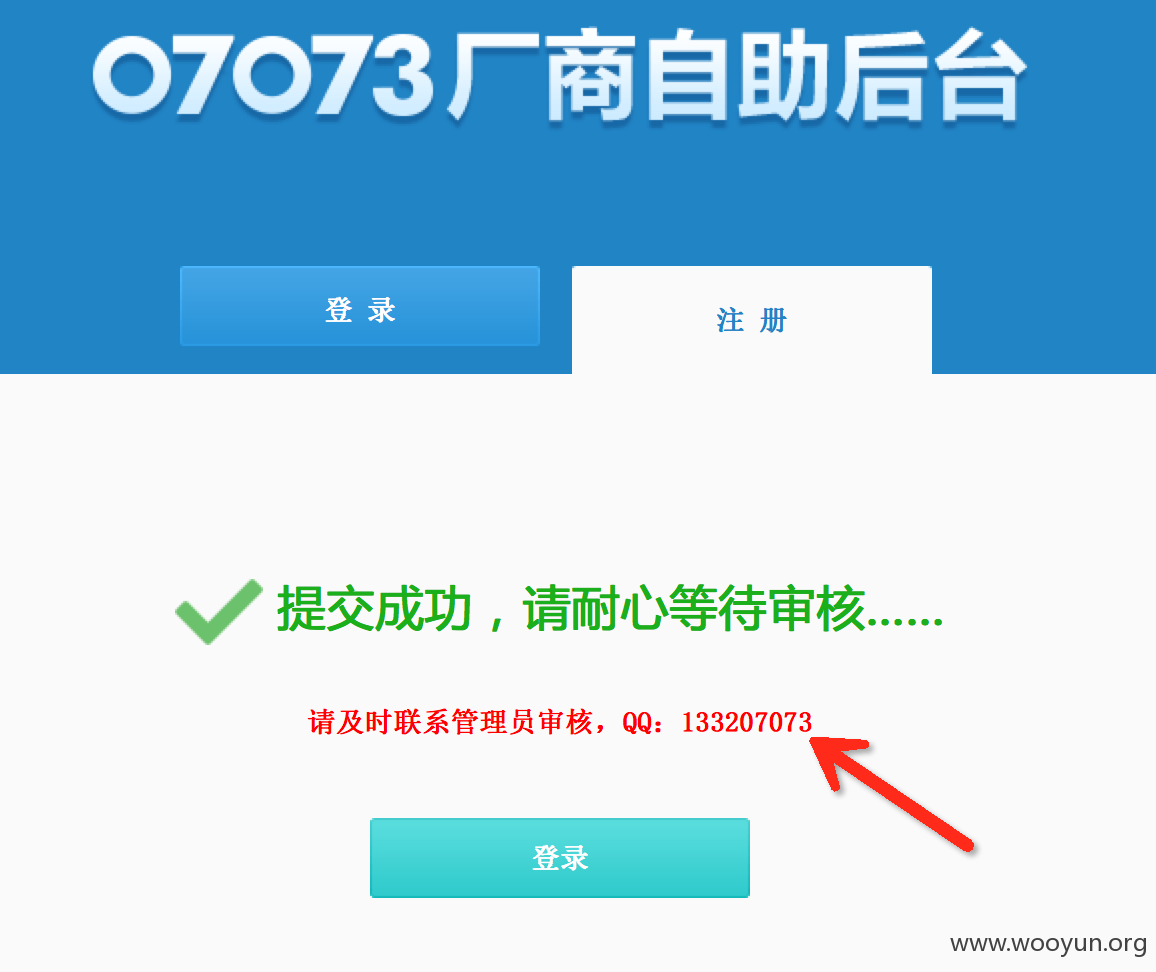 07073厂商自助后台
登 录
注 册
提交成功，请耐心等待审核......
请及时联系管理员审核，QQ：133207073
登录
www.wooyun.org